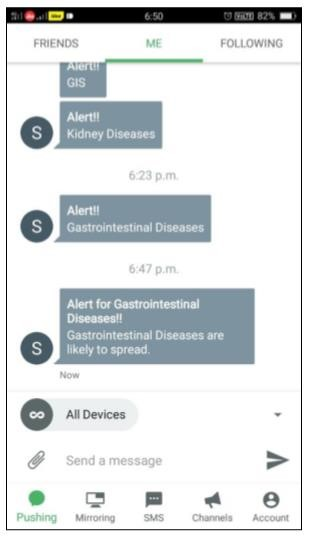 6:50
82%
FRIENDS
ME
FOLLOWING
Alert!!
GIS
S
Alert!!
Kidney Diseases
6:23 p.m.
S
Alert!!
Gastrointestinal Diseases
6:47 p.m.
S
Alert for Gastrointestinal
Diseases!!
Gastrointestinal Diseases are
likely to spread.
Now
All Devices
Send a message
Pushing
Mirroring
SMS
Channels
Account